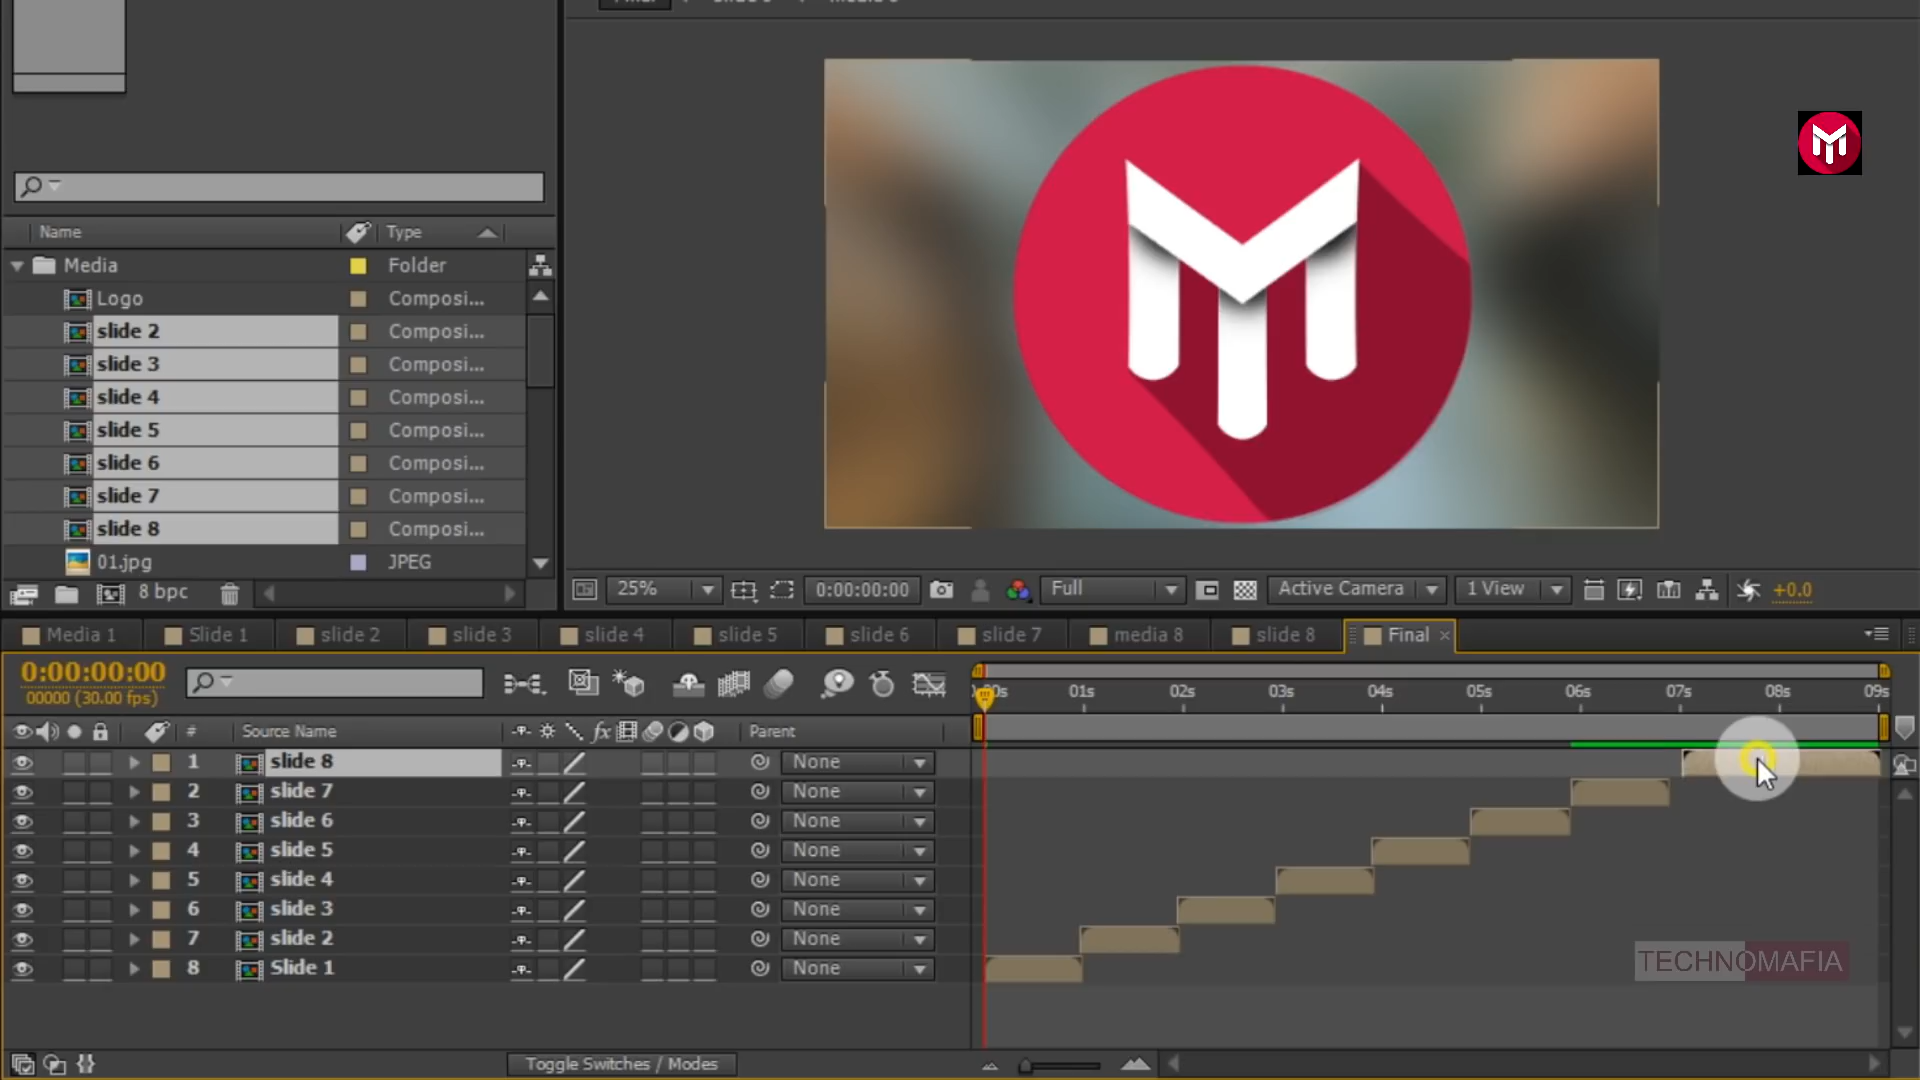 Name Type
Media Folder
Logo Composi...
slide 2 Composi...
slide 3 Composi...
slide 4 Composi...
slide 5 Composi...
slide 6 Composi...
slide 7 Composi...
slide 8 Composi...
01.jpg JPEG
8 bpc
25% 0:00:00:00 Full Active Camera 1 View +0.0
Media 1 Slide 1 slide 2 slide 3 slide 4 slide 5 slide 6 slide 7 media 8 slide 8 Final
0:00:00:00
00000 (30.00 fps)
01s 02s 03s 04s 05s 06s 07s 08s 09s
# Source Name fx Parent
1 slide 8 None
2 slide 7 None
3 slide 6 None
4 slide 5 None
5 slide 4 None
6 slide 3 None
7 slide 2 None
8 Slide 1 None
TECHNOMAFIA
Toggle Switches / Modes